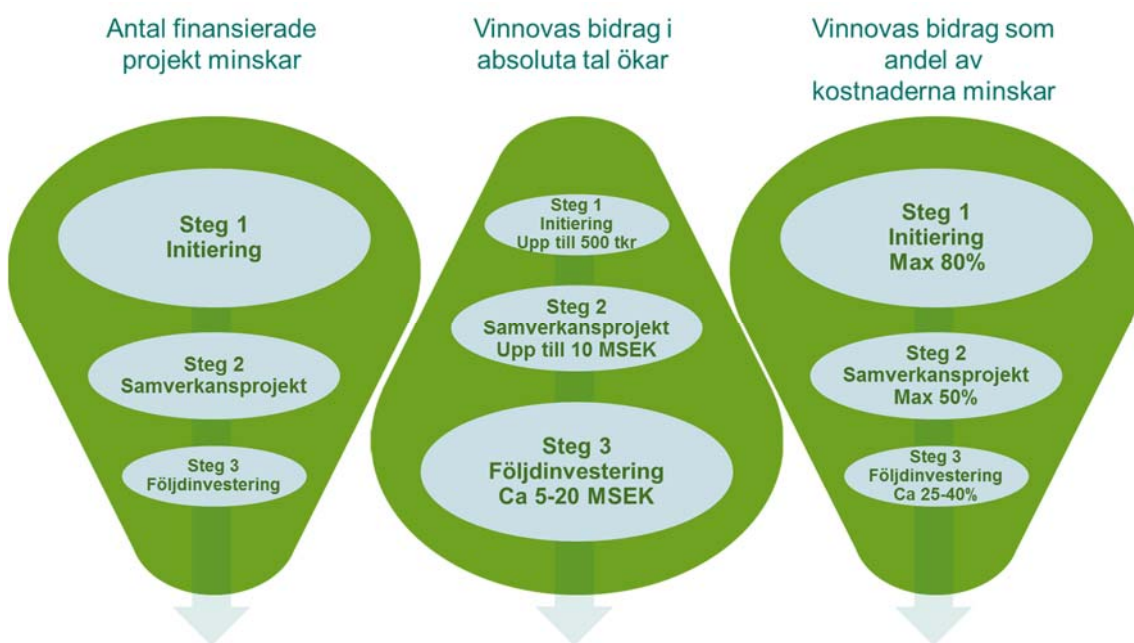 Antal finansierade
projekt minskar
Steg 1
Initiering
Steg 2
Samverkansprojekt
Steg 3
Följdinvestering
Vinnovas bidrag i
absoluta tal ökar
Steg 1
Initiering
Upp till 500 tkr
Steg 2
Samverkansprojekt
Upp till 10 MSEK
Steg 3
Följdinvestering
Ca 5-20 MSEK
Vinnovas bidrag som
andel av
kostnaderna minskar
Steg 1
Initiering
Max 80%
Steg 2
Samverkansprojekt
Max 50%
Steg 3
Följdinvestering
Ca 25-40%